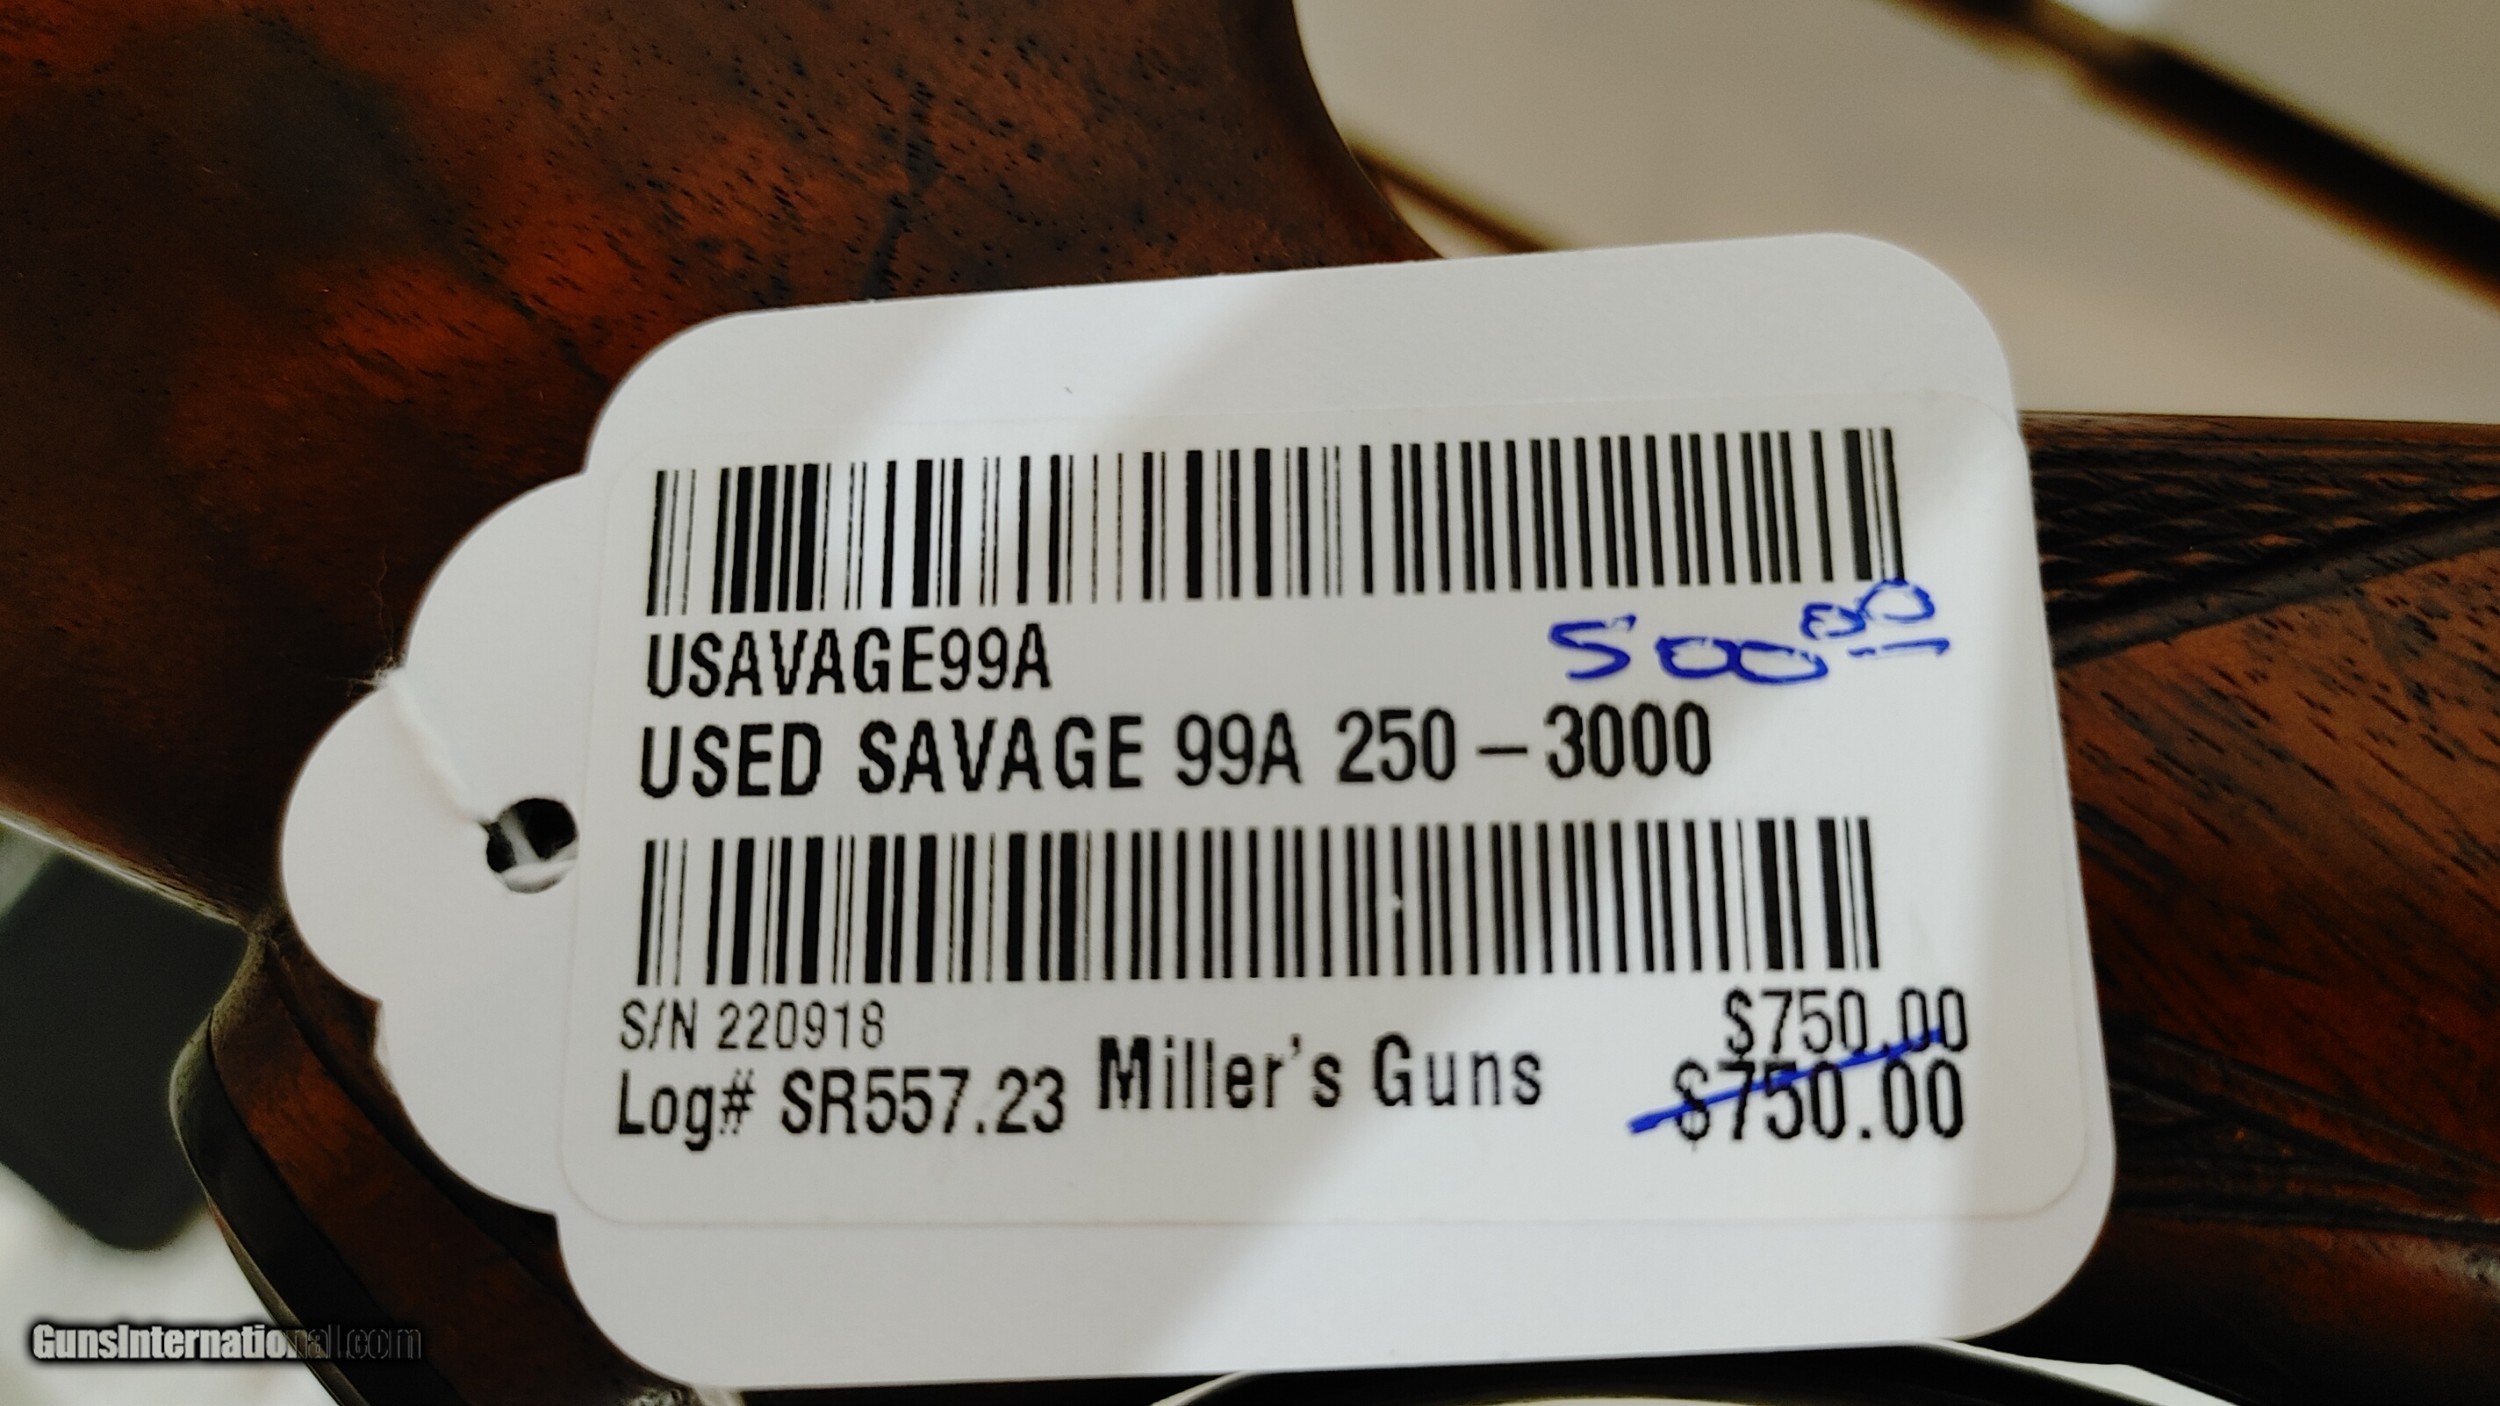 USAVAGE99A
500.00
USED SAVAGE 99A 250-3000
S/N 220918
$750.00
Log# SR557.23
Miller's Guns
$750.00
GunsInternational.com